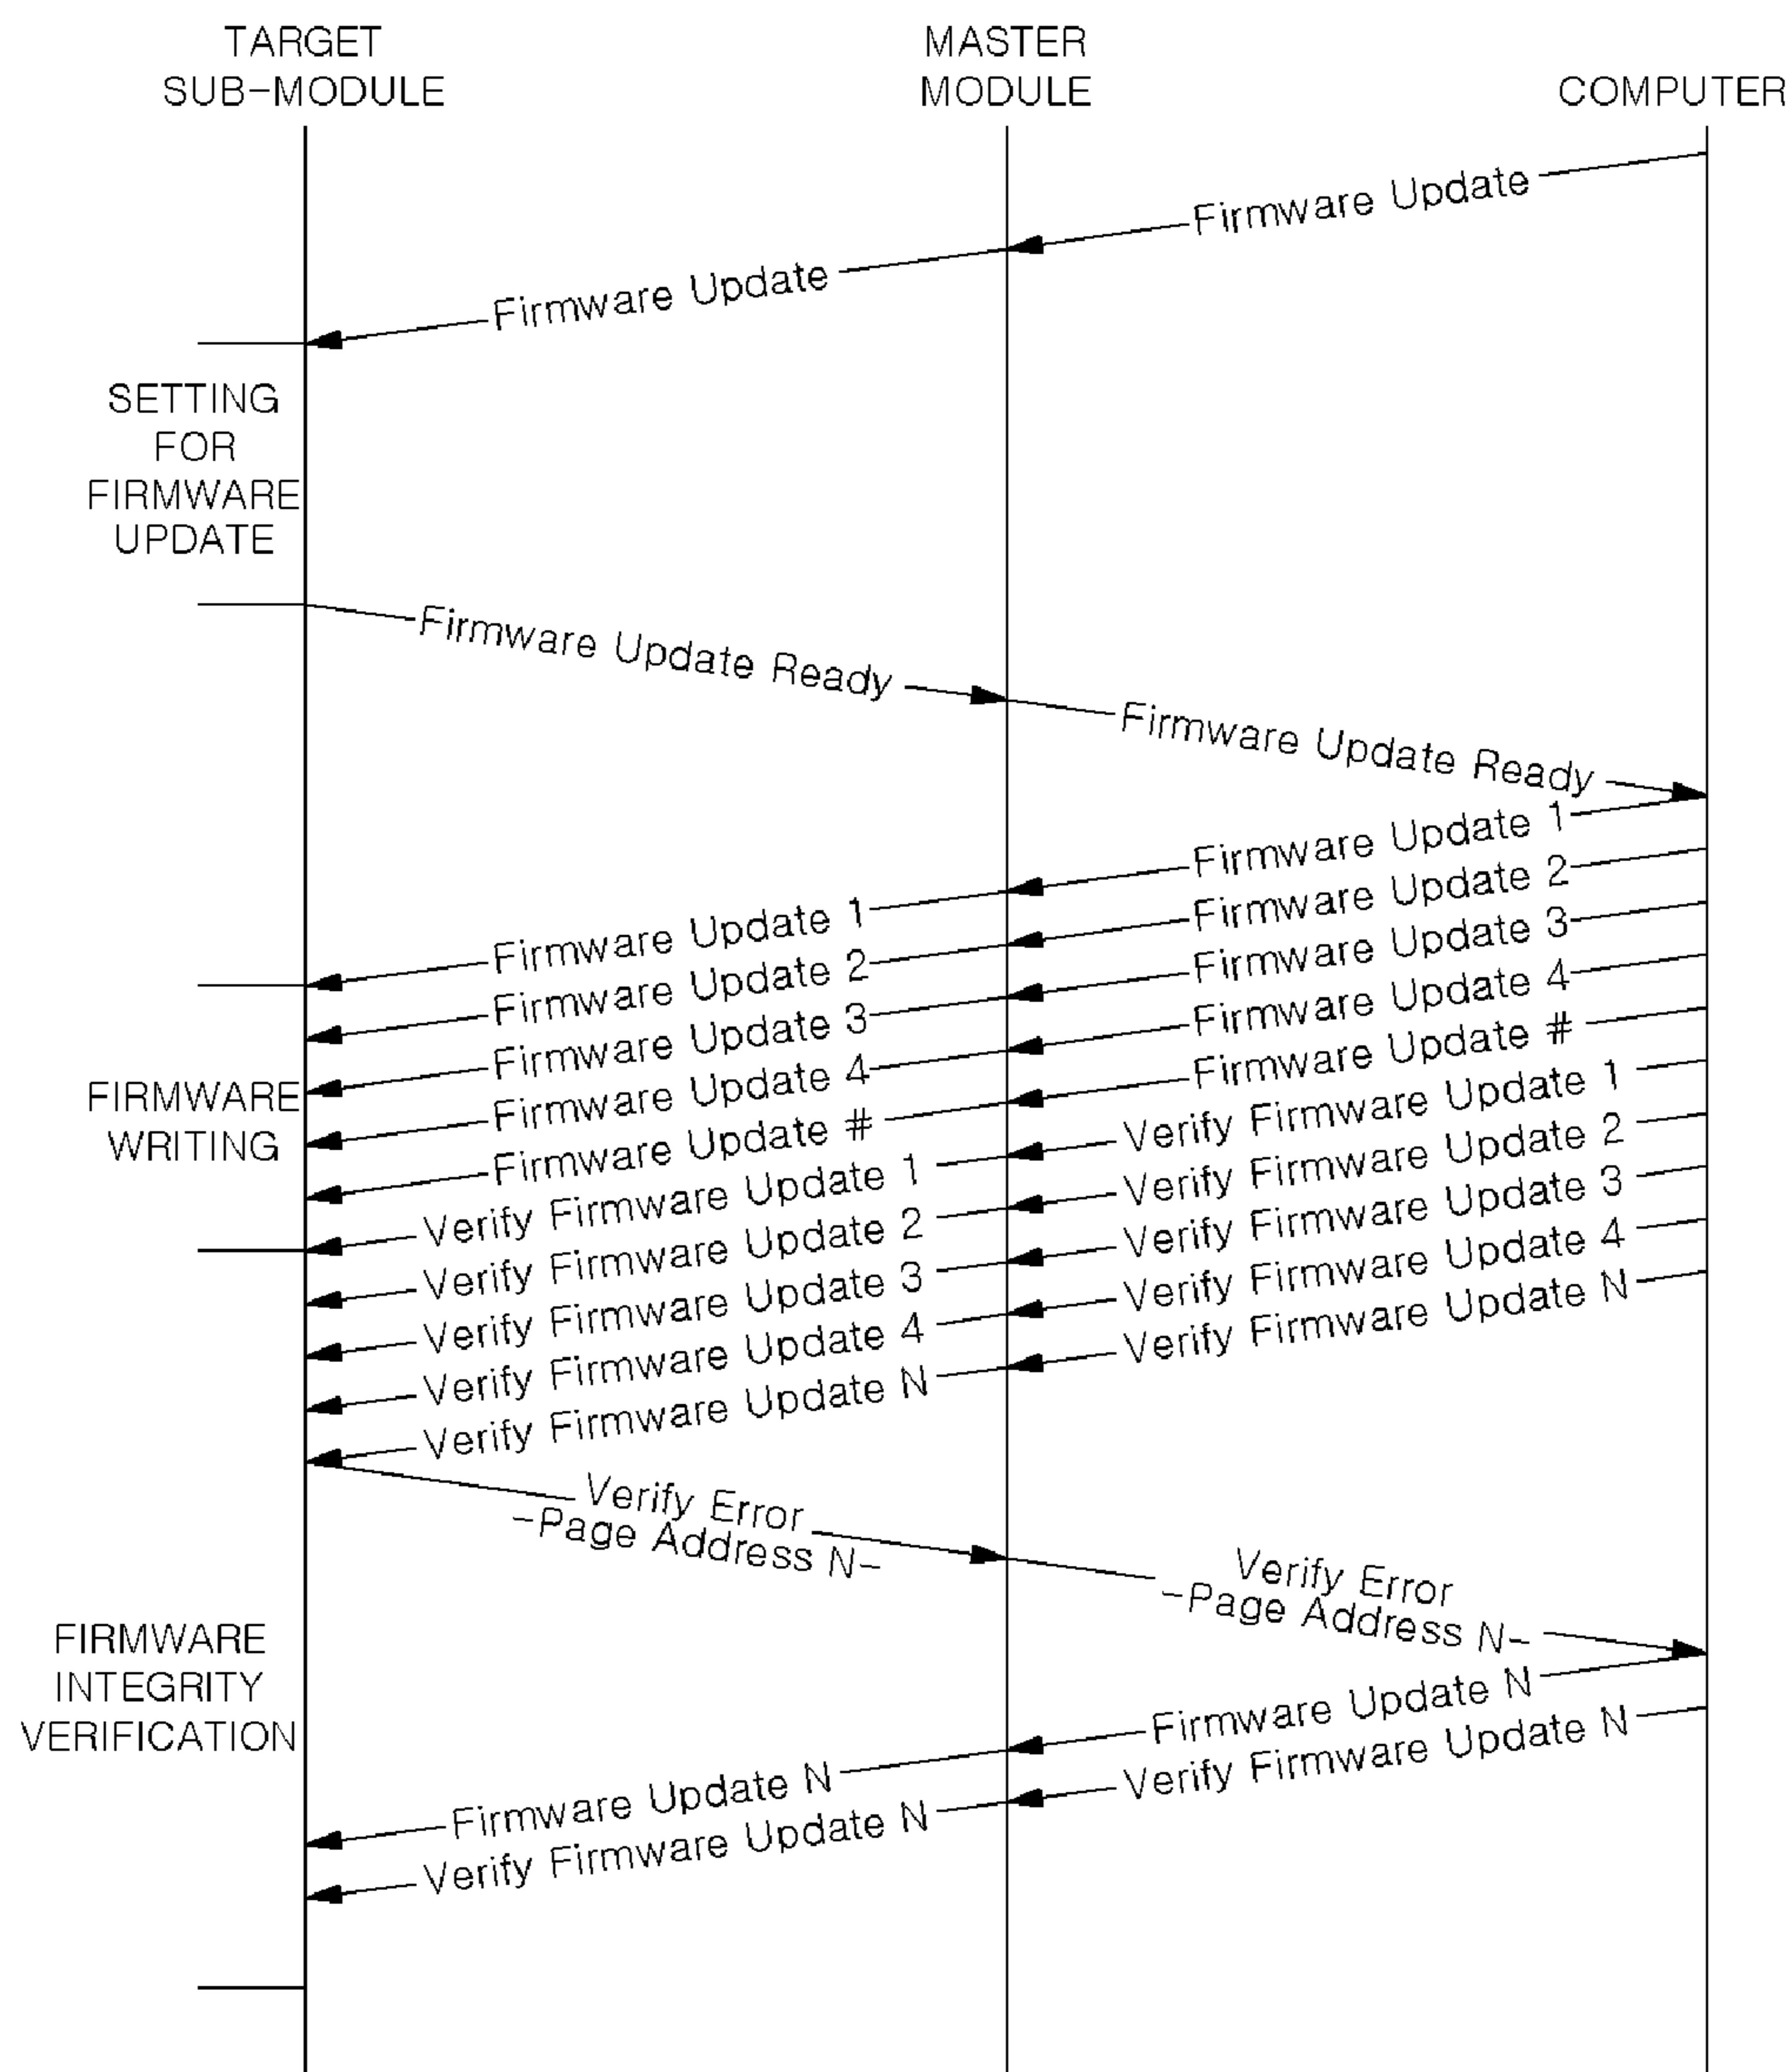 TARGET
SUB-MODULE
MASTER
MODULE
COMPUTER
Firmware Update
Firmware Update
SETTING
FOR
FIRMWARE
UPDATE
Firmware Update Ready
Firmware Update Ready
Firmware Update 1
Firmware Update 2
Firmware Update 3
Firmware Update 4
Firmware Update #
Verify Firmware Update 1
Verify Firmware Update 2
Verify Firmware Update 3
Verify Firmware Update 4
Verify Firmware Update N
Firmware Update 1
Firmware Update 2
Firmware Update 3
Firmware Update 4
Firmware Update #
Verify Firmware Update 1
Verify Firmware Update 2
Verify Firmware Update 3
Verify Firmware Update 4
Verify Firmware Update N
FIRMWARE
WRITING
Verify Error
-Page Address N-
Verify Error
-Page Address N-
FIRMWARE
INTEGRITY
VERIFICATION
Firmware Update N
Verify Firmware Update N
Firmware Update N
Verify Firmware Update N